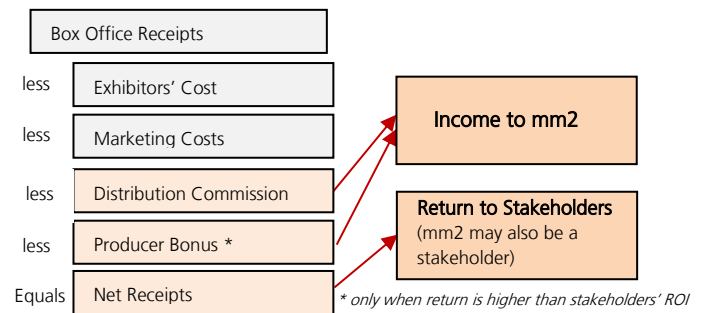 Box Office Receipts
less Exhibitors' Cost
less Marketing Costs
less Distribution Commission
less Producer Bonus *
Equals Net Receipts
Income to mm2
Return to Stakeholders
(mm2 may also be a
stakeholder)
* only when return is higher than stakeholders' ROI